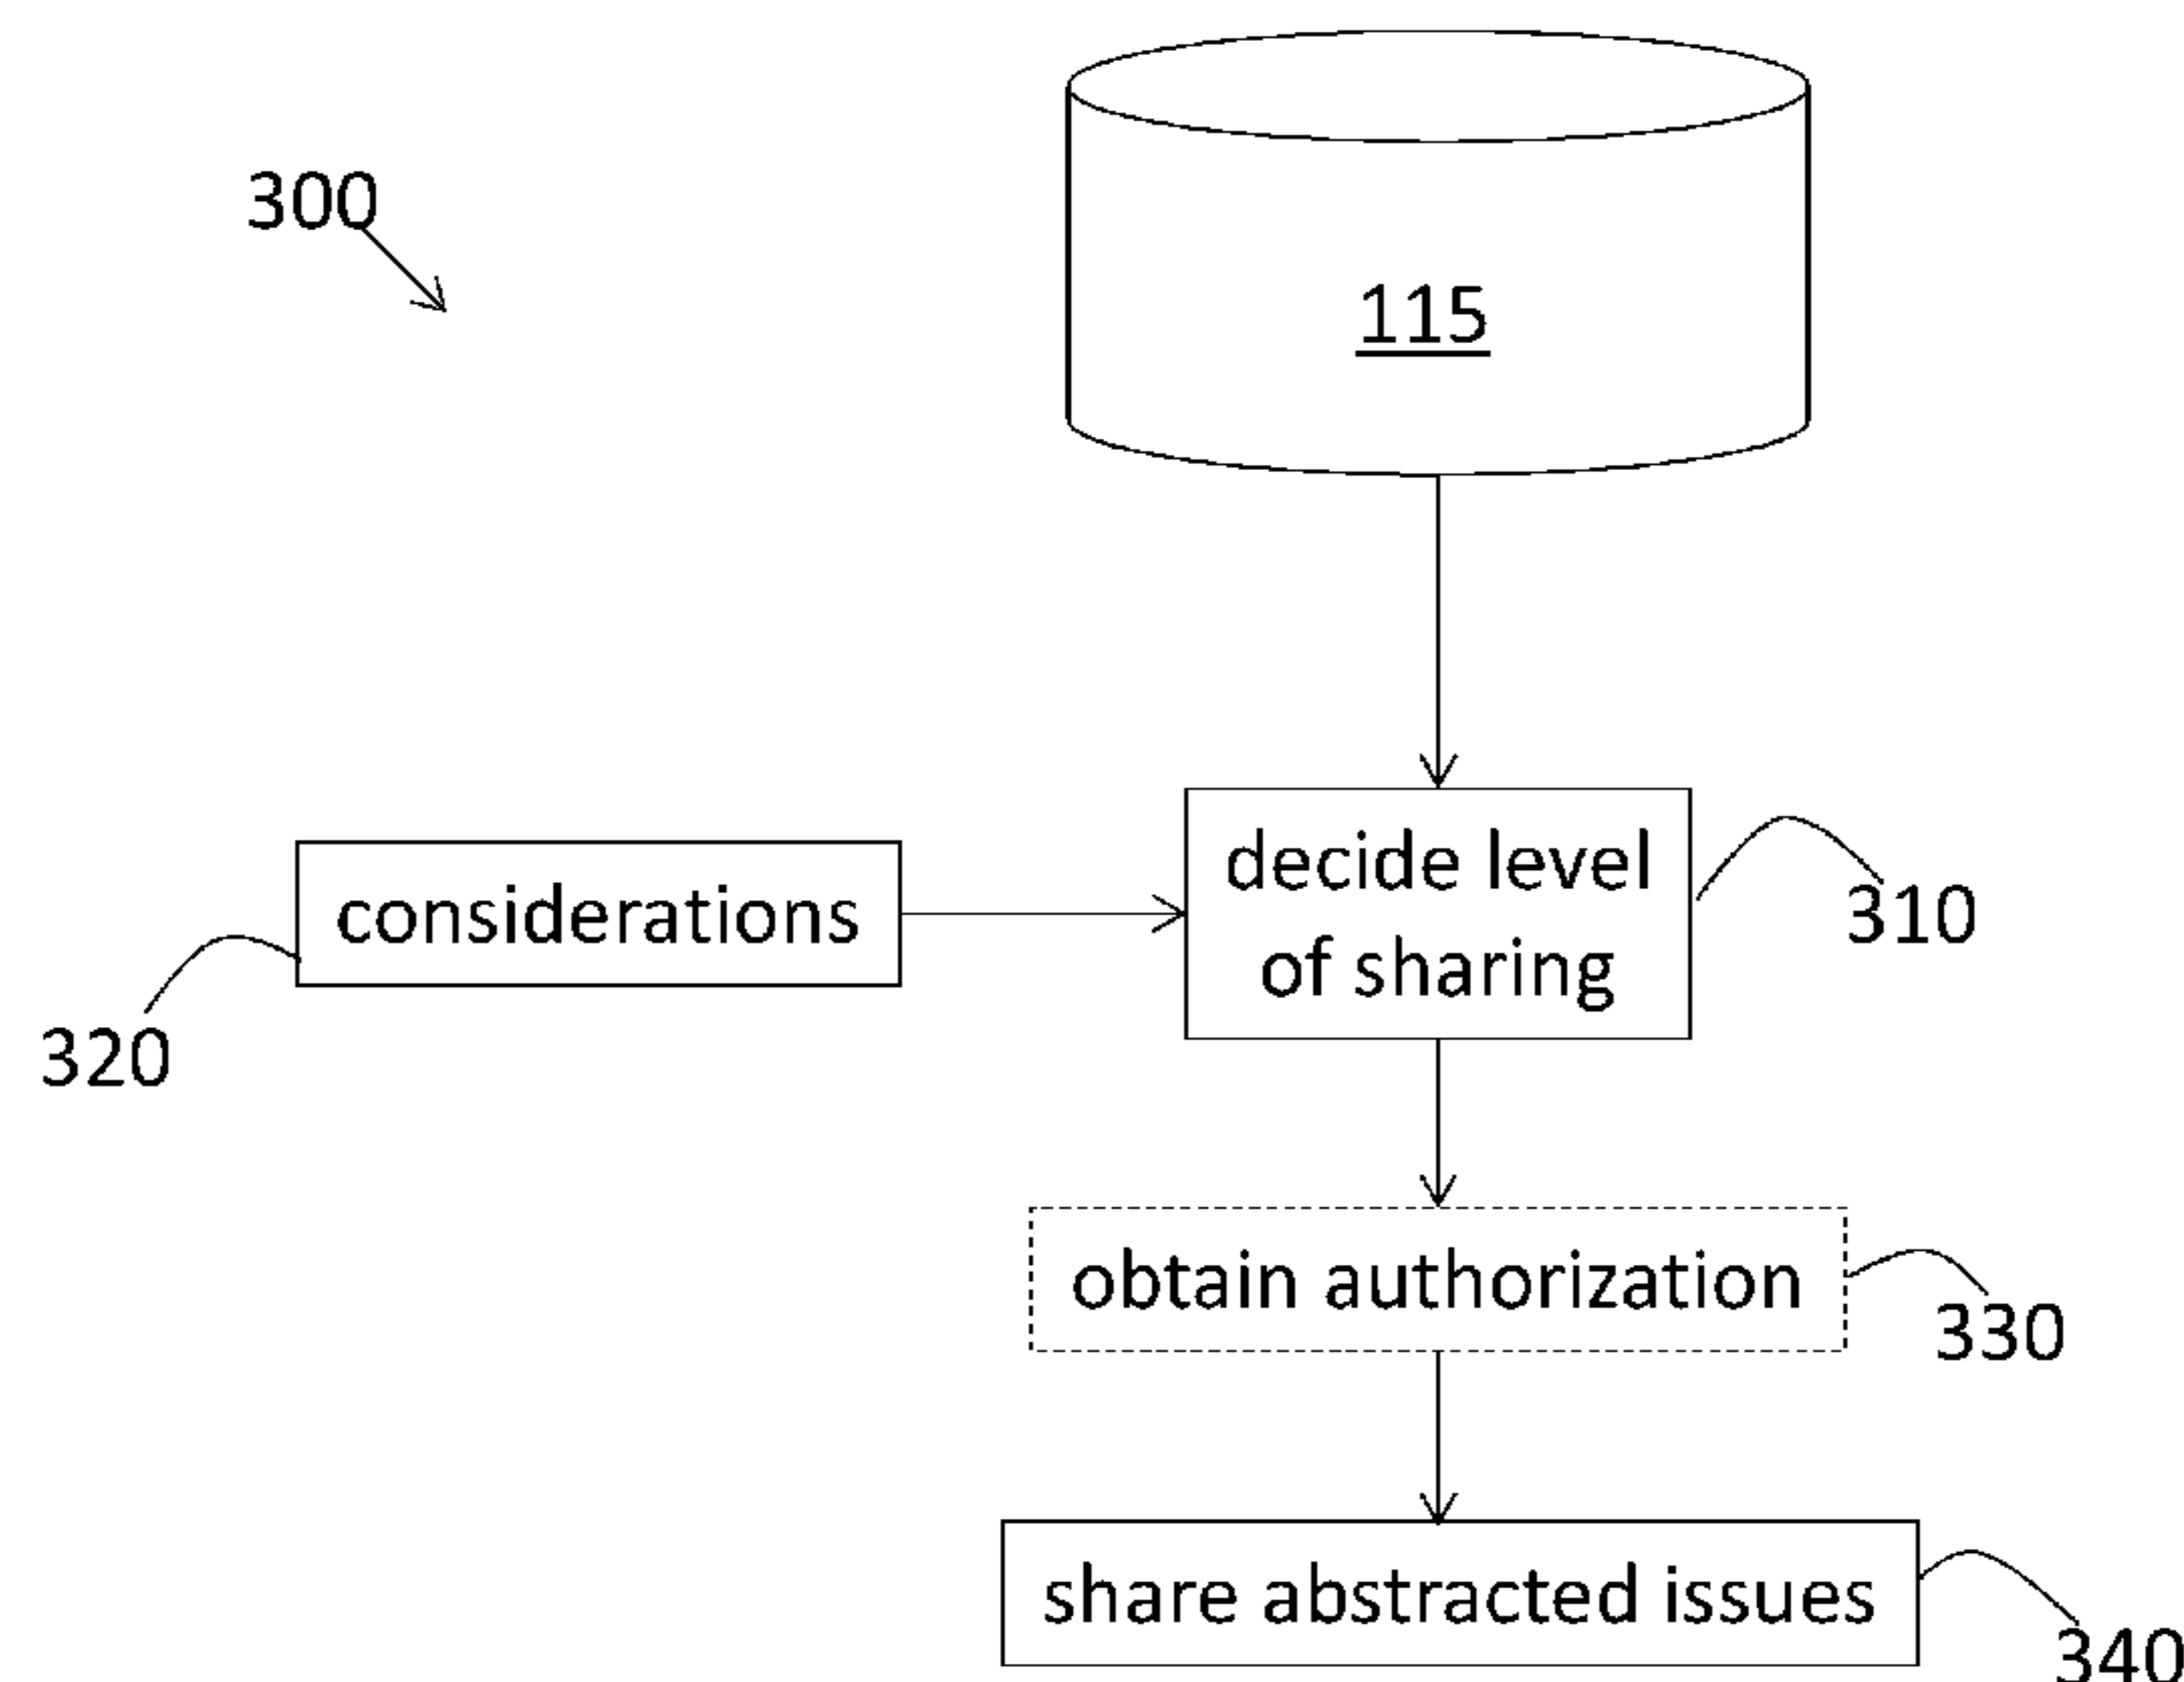 300
115
decide level
of sharing
310
considerations
320
obtain authorization
330
share abstracted issues
340